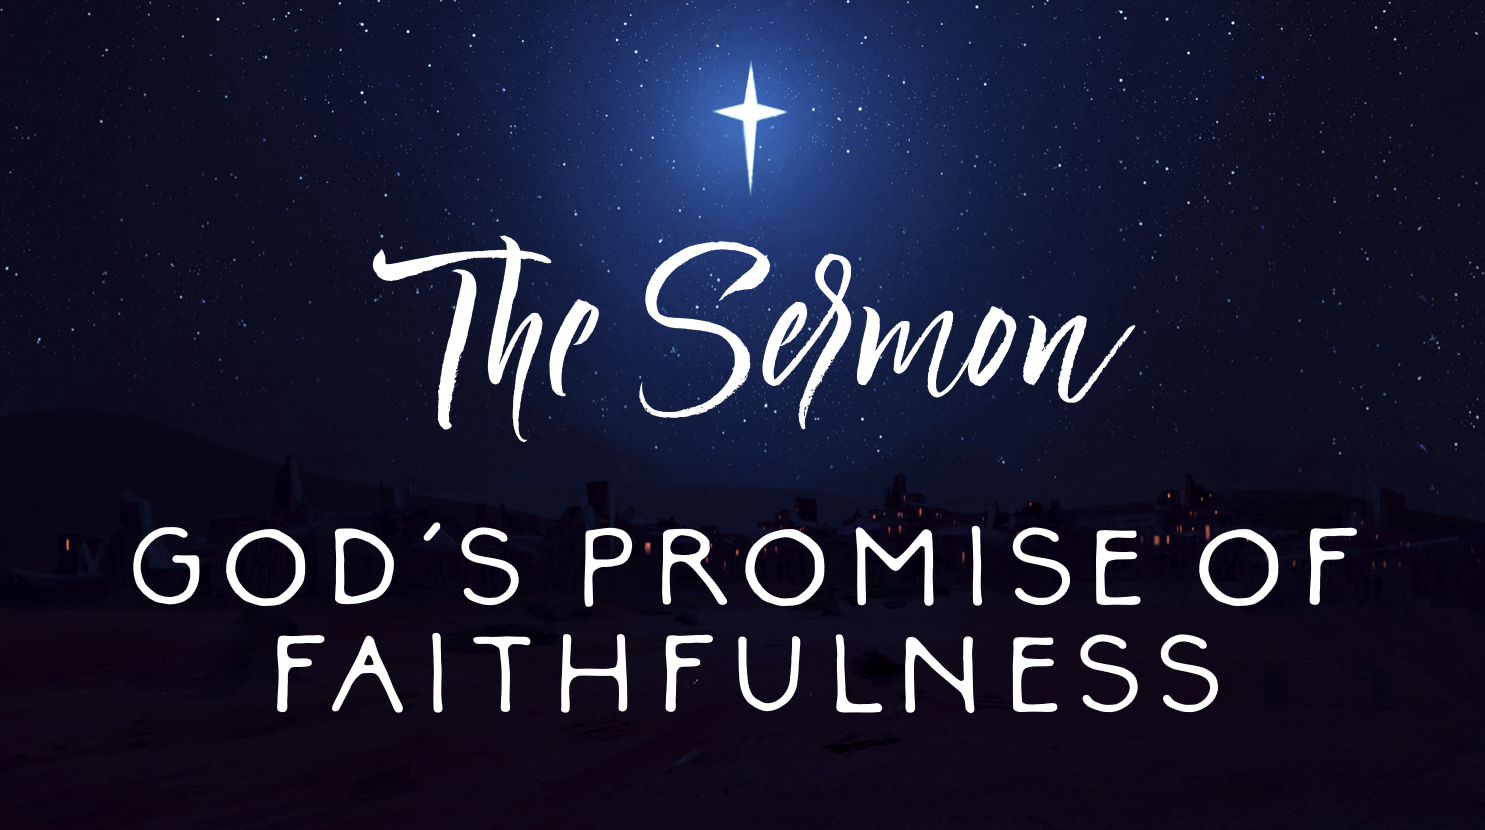 The Sermon
GOD'S PROMISE OF
FAITHFULNESS